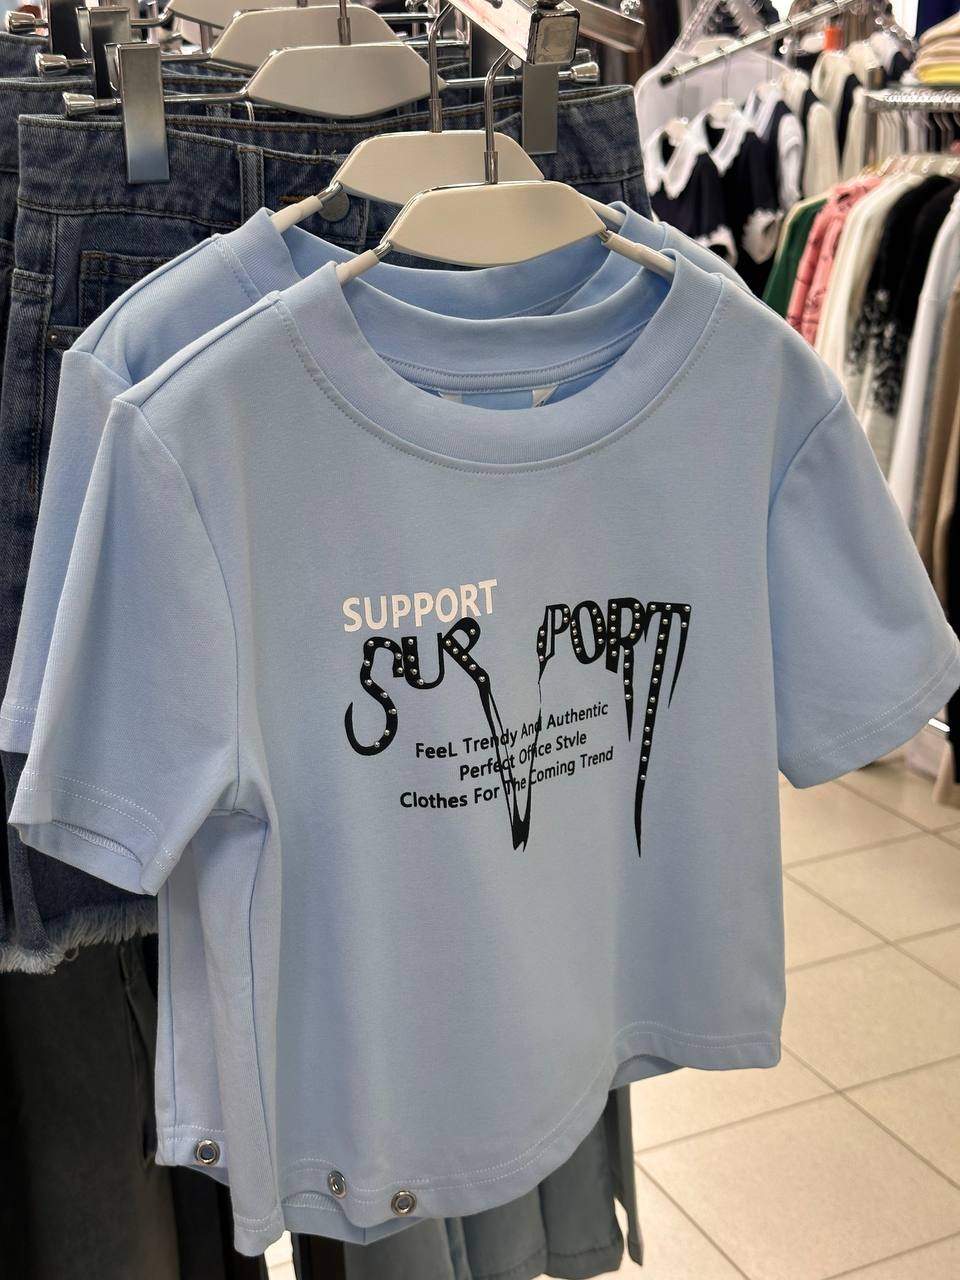 SUPPORT
SUPPORT
FeeL Trendy And Authentic
Perfect Office Style
Clothes For The Coming Trend